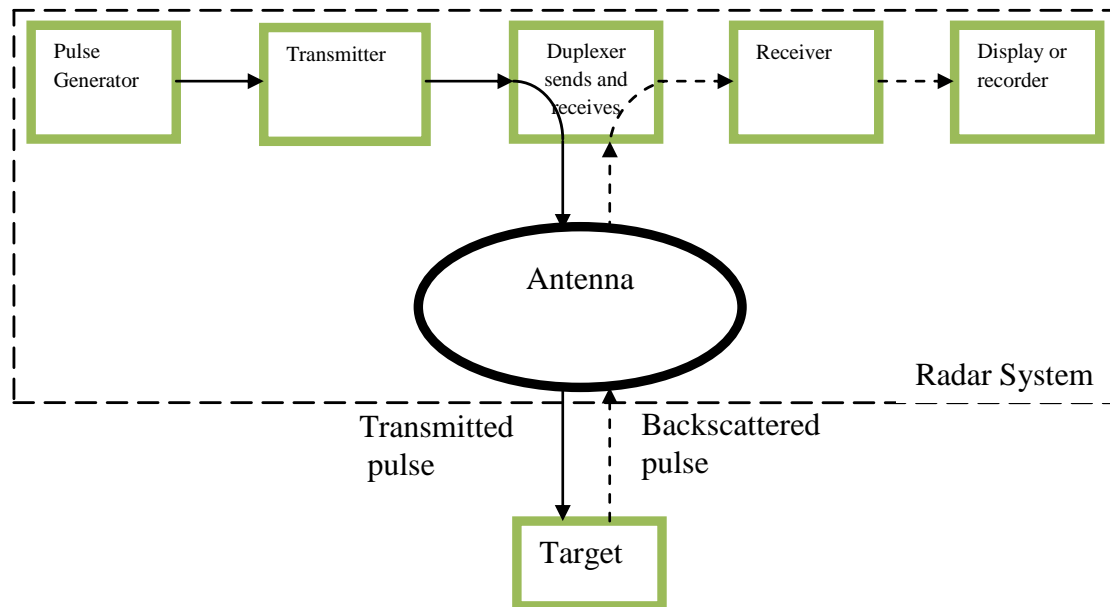 Pulse
Generator
Transmitter
Duplexer
sends and
receives
Receiver
Display or
recorder
Antenna
Radar System
Transmitted
pulse
Backscattered
pulse
Target